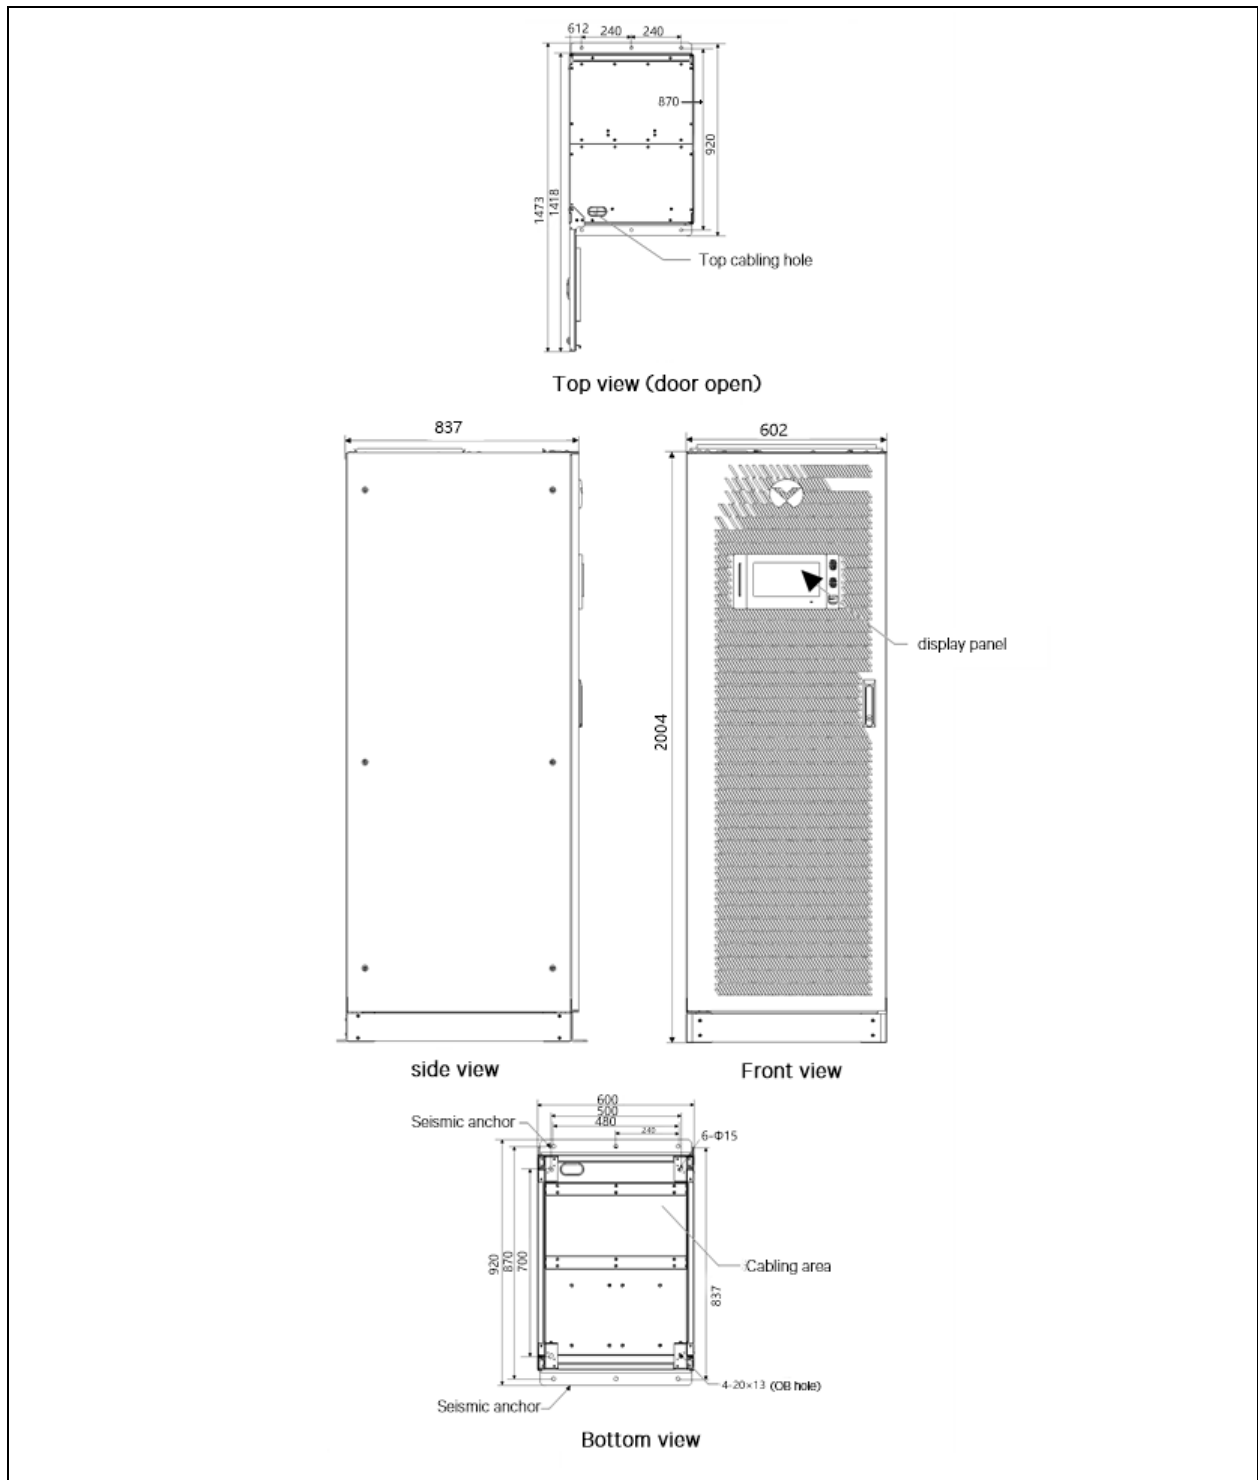 612 240 240
870
920
1473
1418
Top cabling hole
Top view (door open)
837
602
display panel
2004
side view
Front view
600
500
480
240
Seismic anchor
6-Φ15
920
870
700
Cabling area
837
4-20×13 (OB hole)
Seismic anchor
Bottom view